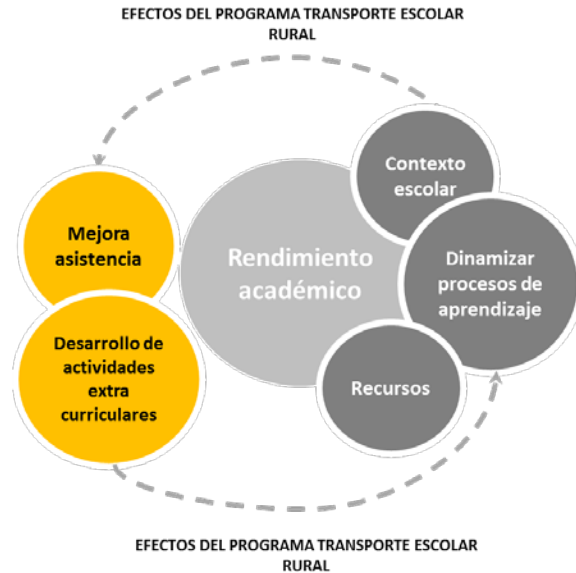 EFECTOS DEL PROGRAMA TRANSPORTE ESCOLAR
RURAL
Contexto
escolar
Mejora
asistencia
Rendimiento
académico
Dinamizar
procesos de
aprendizaje
Desarrollo de
actividades
extra
curriculares
Recursos
EFECTOS DEL PROGRAMA TRANSPORTE ESCOLAR
RURAL